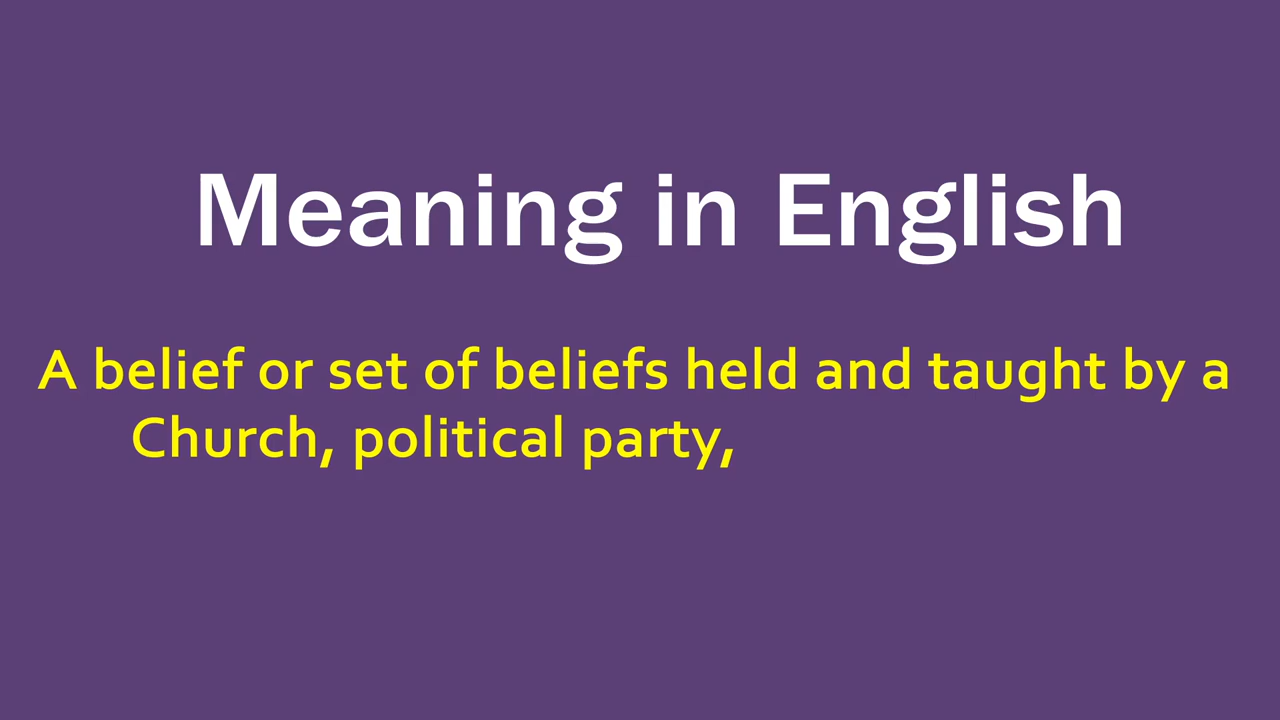 Meaning in English
A belief or set of beliefs held and taught by a
Church, political party,